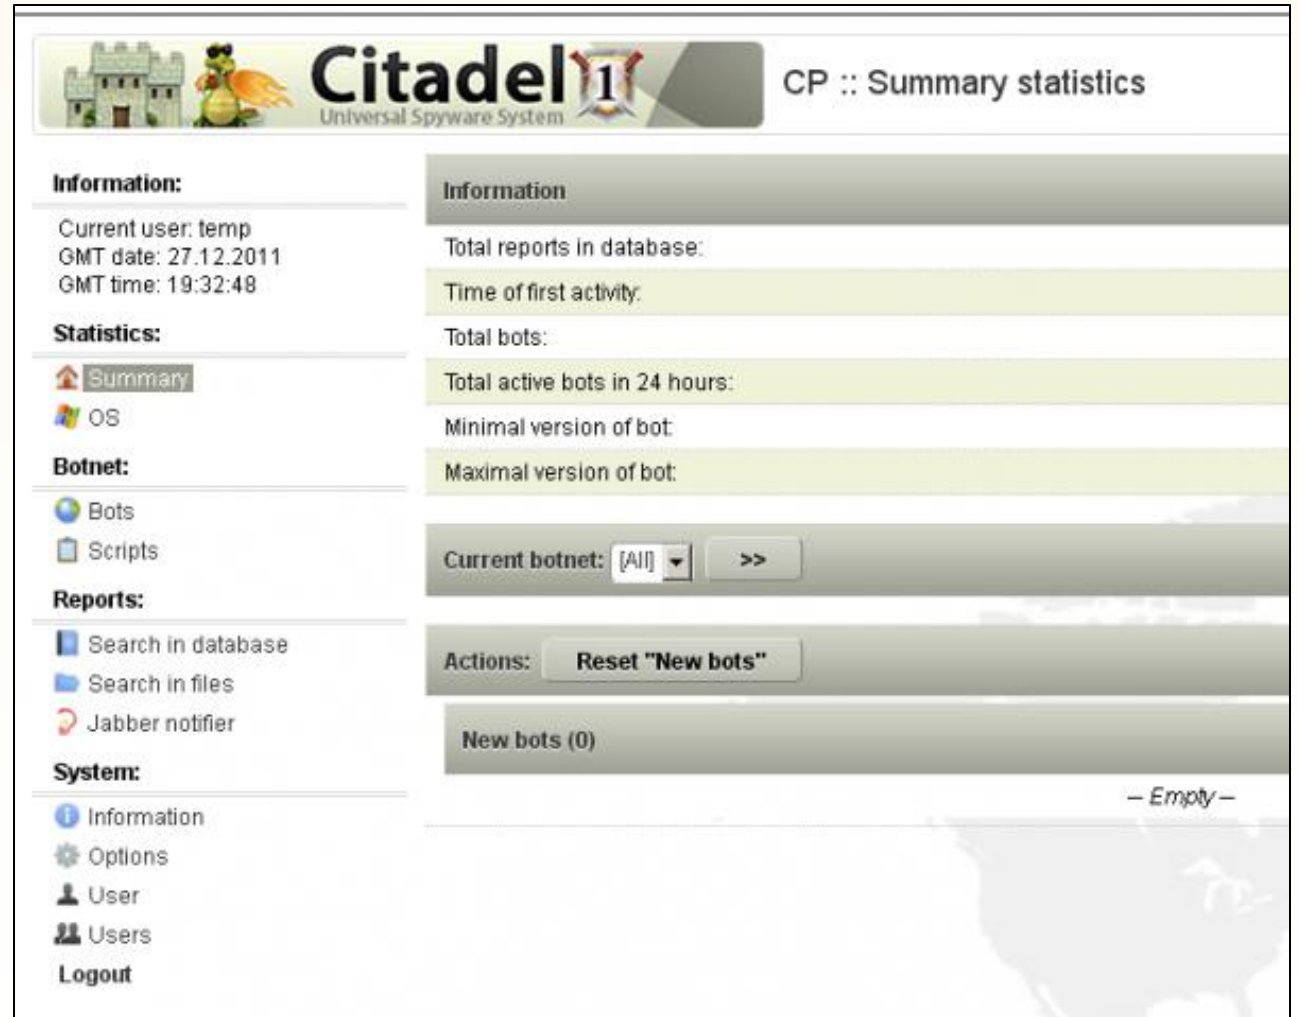 Citadel 1
Universal Spyware System
CP :: Summary statistics
Information:
Current user: temp
GMT date: 27.12.2011
GMT time: 19:32:48
Statistics:
Summary
OS
Botnet:
Bots
Scripts
Reports:
Search in database
Search in files
Jabber notifier
System:
Information
Options
User
Users
Logout
Information
Total reports in database:
Time of first activity:
Total bots:
Total active bots in 24 hours:
Minimal version of bot:
Maximal version of bot:
Current botnet: [All] >>
Actions: Reset "New bots"
New bots (0)
-- Empty --